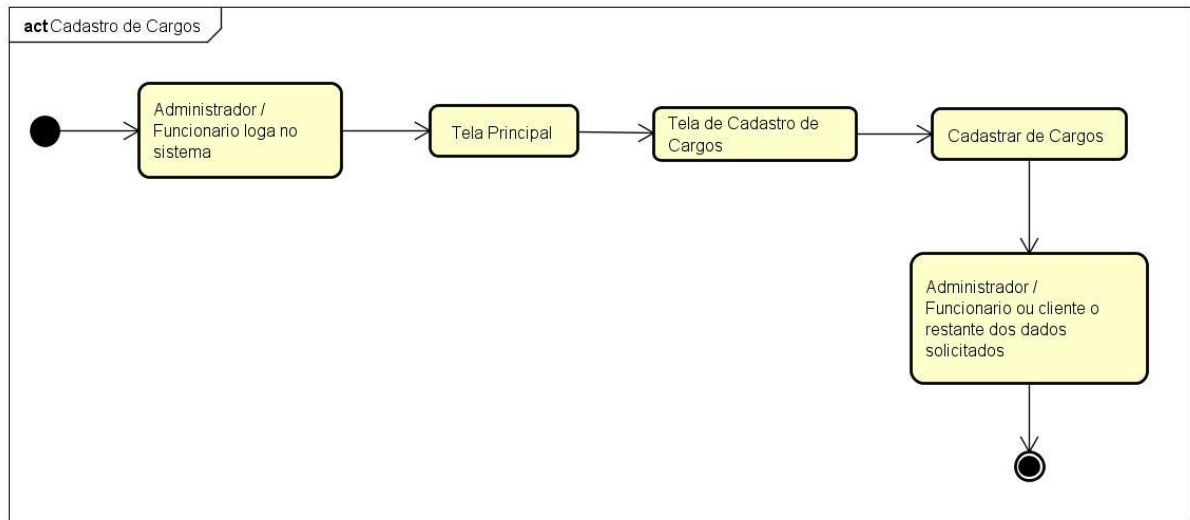 act Cadastro de Cargos
Administrador /
Funcionario loga no
sistema
Tela Principal
Tela de Cadastro de
Cargos
Cadastrar de Cargos
Administrador /
Funcionario ou cliente o
restante dos dados
solicitados